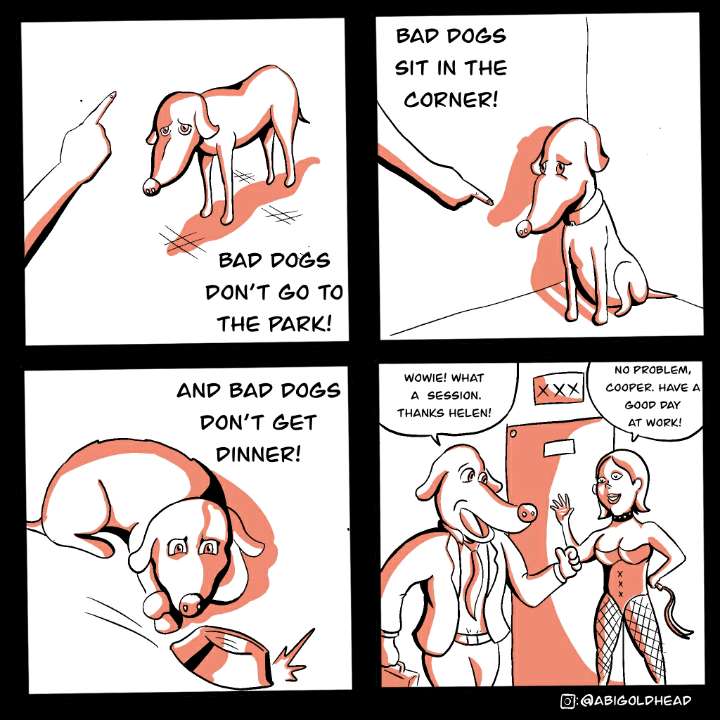 BAD DOGS
DON'T GO TO
THE PARK!
BAD DOGS
SIT IN THE
CORNER!
AND BAD DOGS
DON'T GET
DINNER!
WOWIE! WHAT
A SESSION.
THANKS HELEN!
XXX
NO PROBLEM,
COOPER. HAVE A
GOOD DAY
AT WORK!
X
X
X
:@ABIGOLDHEAD